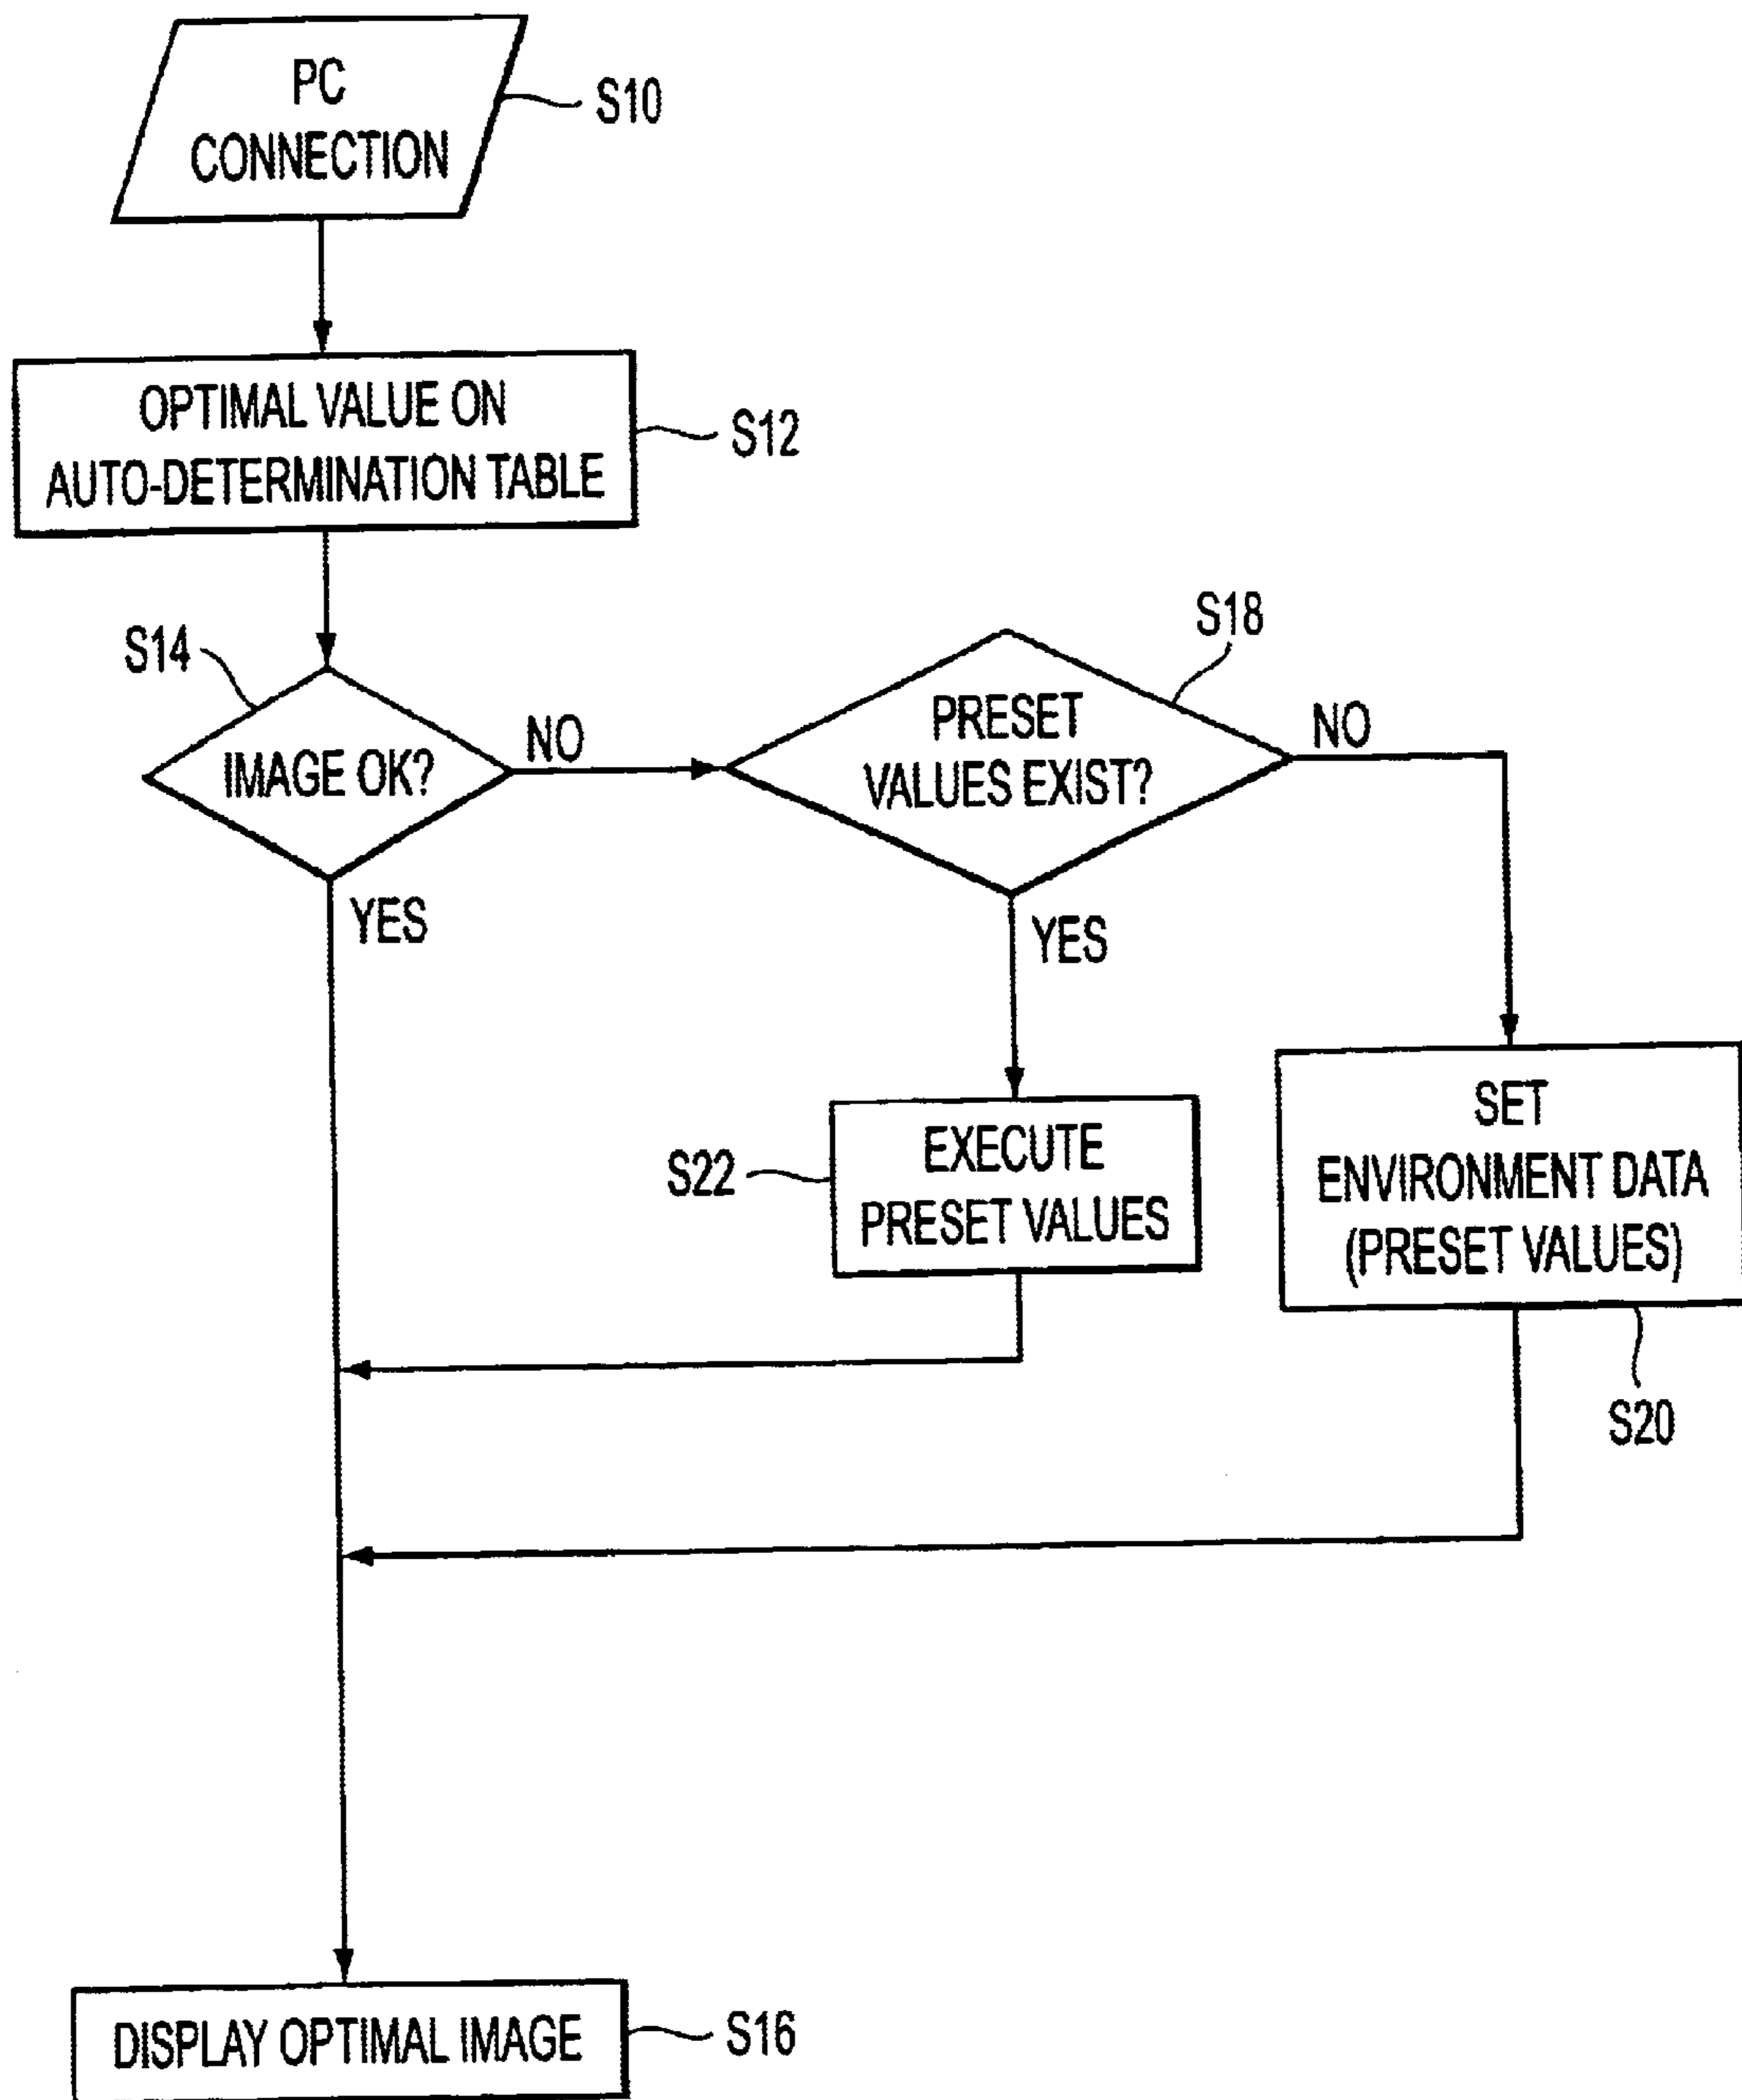 PC
CONNECTION
S10
OPTIMAL VALUE ON
AUTO-DETERMINATION TABLE
S12
S14
IMAGE OK?
NO
YES
S18
PRESET
VALUES EXIST?
NO
YES
S22
EXECUTE
PRESET VALUES
SET
ENVIRONMENT DATA
(PRESET VALUES)
S20
DISPLAY OPTIMAL IMAGE
S16